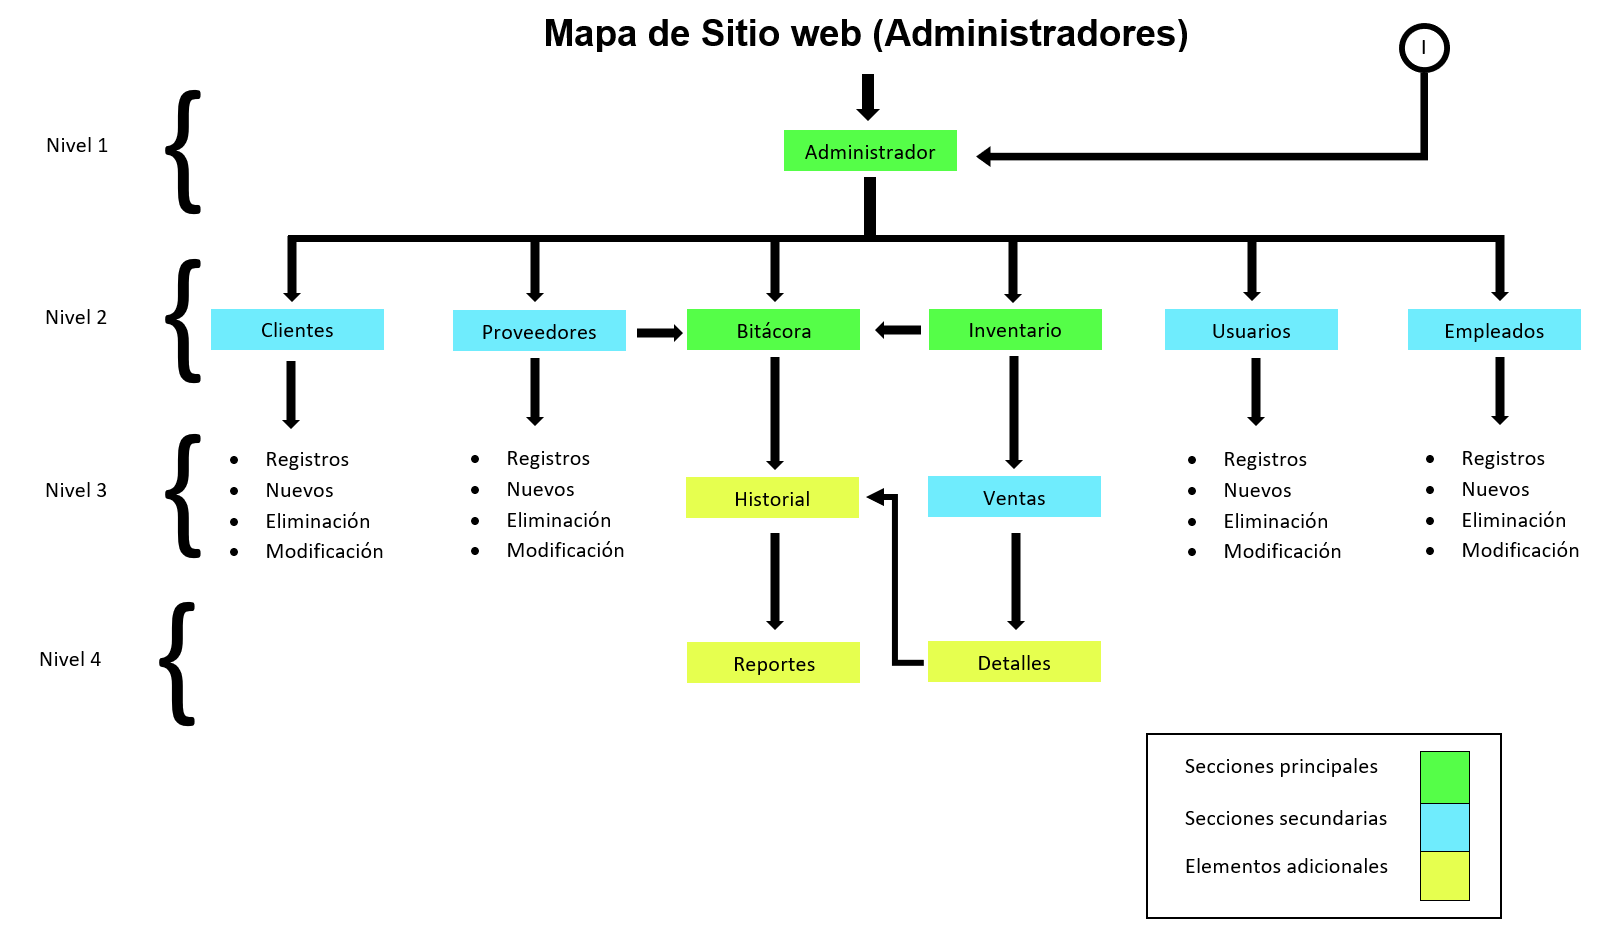 Mapa de Sitio web (Administradores)
I
Nivel 1
Administrador
Nivel 2
Clientes
Proveedores
Bitácora
Inventario
Usuarios
Empleados
Nivel 3
• Registros
• Nuevos
• Eliminación
• Modificación
• Registros
• Nuevos
• Eliminación
• Modificación
Historial
Ventas
• Registros
• Nuevos
• Eliminación
• Modificación
• Registros
• Nuevos
• Eliminación
• Modificación
Nivel 4
Reportes
Detalles
Secciones principales
Secciones secundarias
Elementos adicionales